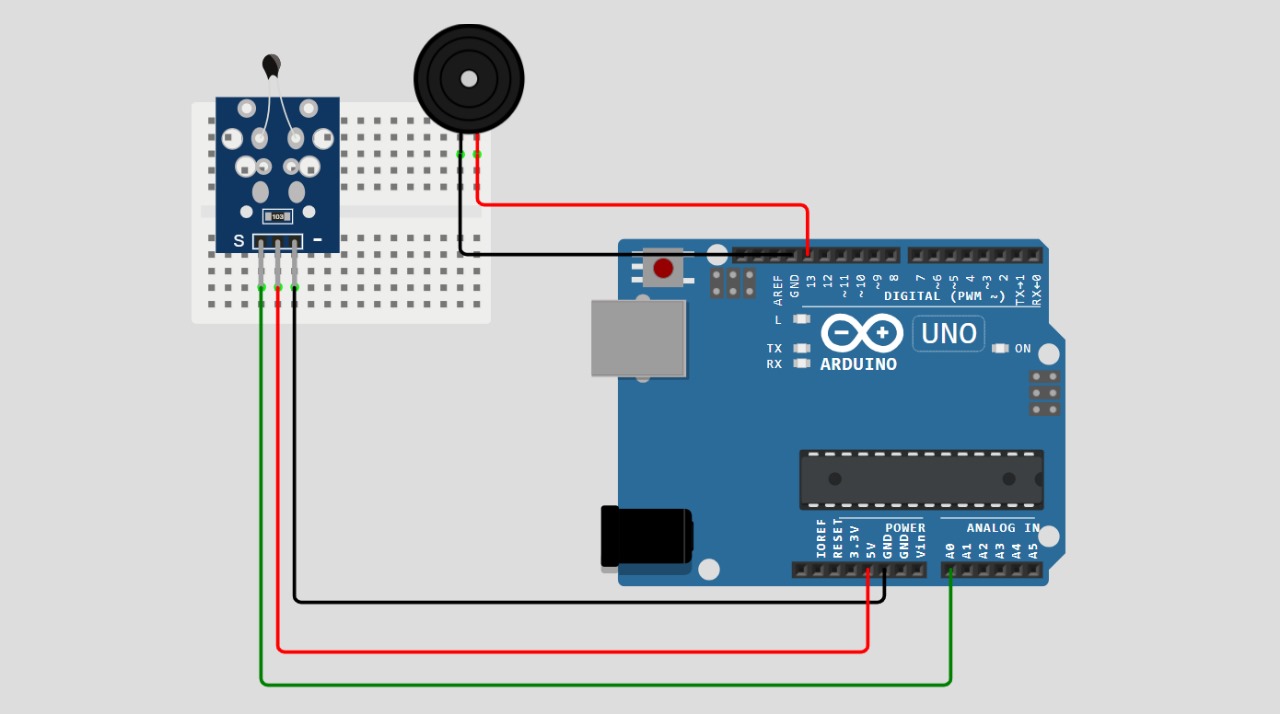 103
S -
AREF
GND
13
12
~11
~10
~9
8
7
~6
~5
4
~3
2
TX→1
RX←0
DIGITAL (PWM ~)
L
TX
RX
UNO
ARDUINO
ON
IOREF
RESET
3.3V
5V
GND
GND
Vin
POWER
A0
A1
A2
A3
A4
A5
ANALOG IN